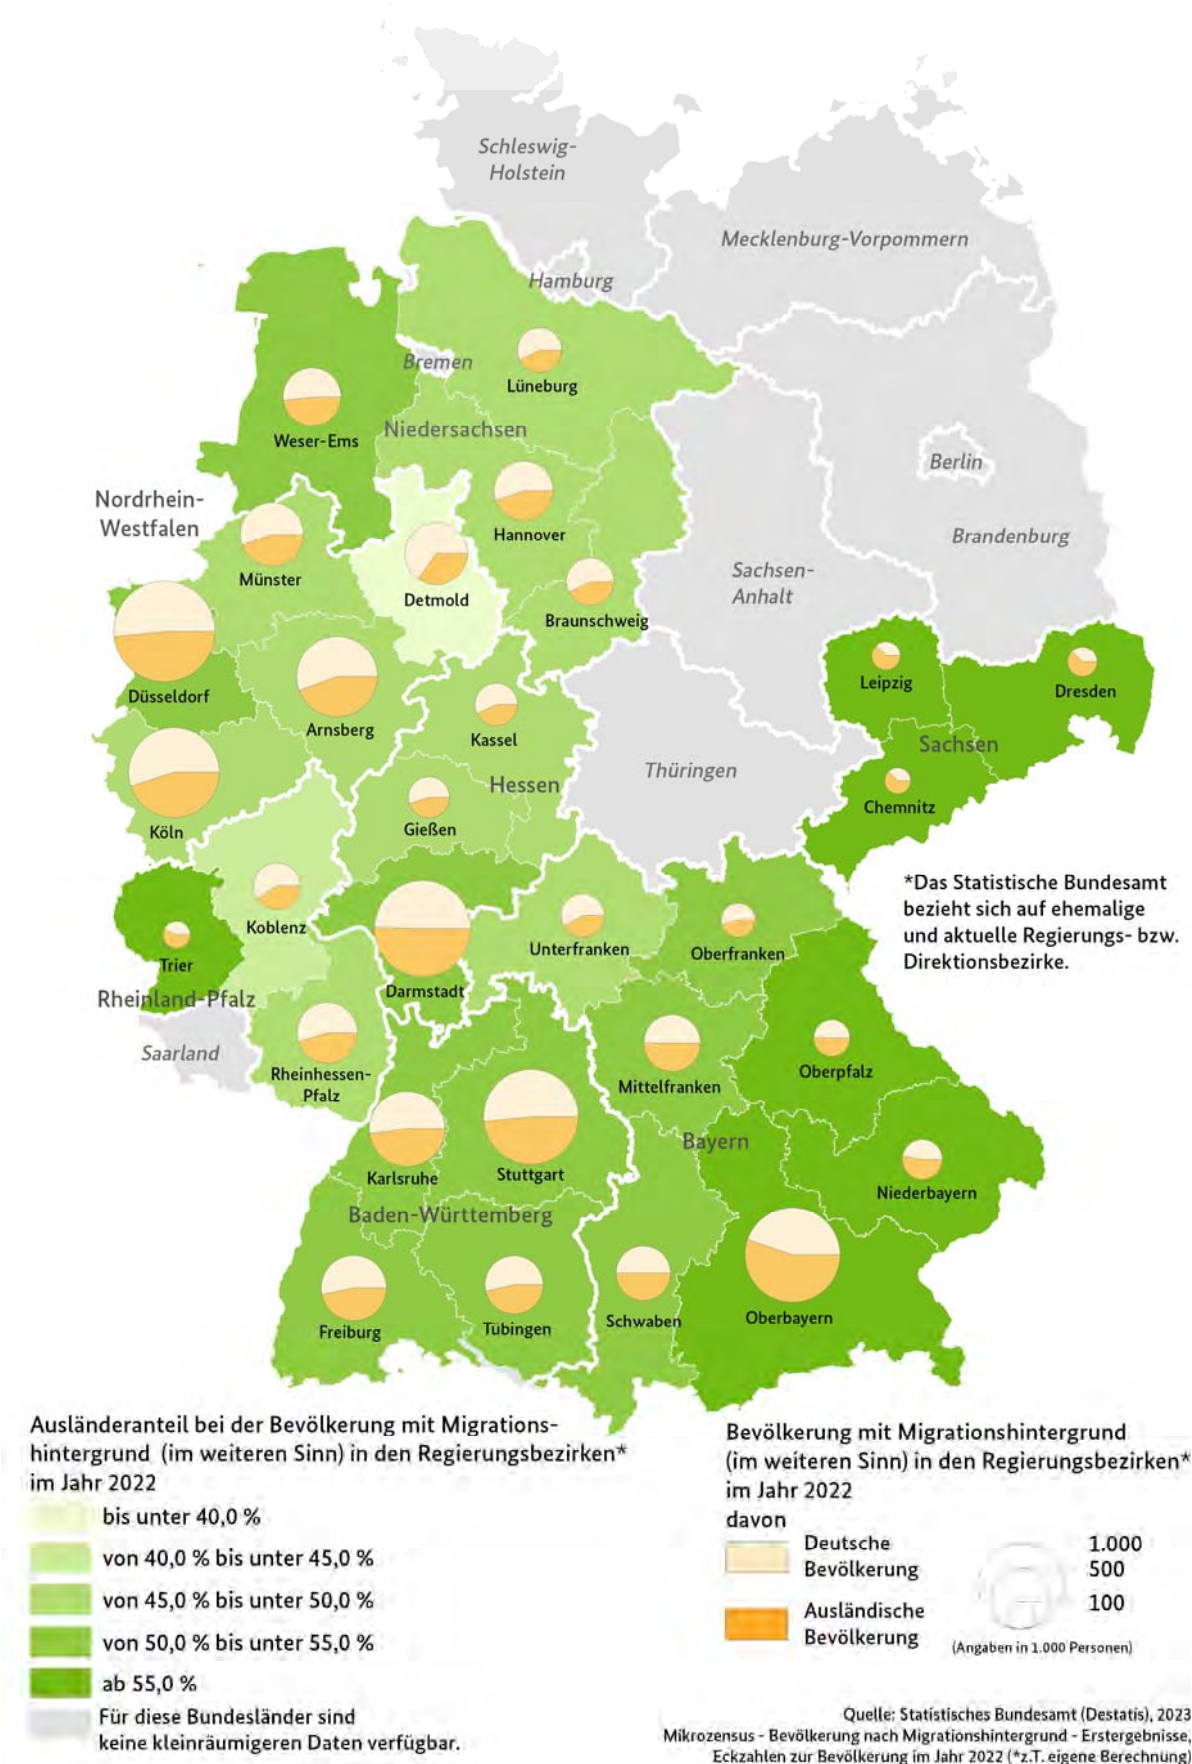 Schleswig-
Holstein
Mecklenburg-Vorpommern
Hamburg
Bremen
Lüneburg
Weser-Ems
Niedersachsen
Berlin
Nordrhein-
Westfalen
Hannover
Brandenburg
Münster
Sachsen-
Anhalt
Detmold
Braunschweig
Düsseldorf
Leipzig
Dresden
Arnsberg
Kassel
Sachsen
Thüringen
Hessen
Chemnitz
Köln
Gießen
*Das Statistische Bundesamt
bezieht sich auf ehemalige
und aktuelle Regierungs- bzw.
Direktionsbezirke.
Koblenz
Unterfranken
Oberfranken
Trier
Darmstadt
Rheinland-Pfalz
Saarland
Rheinhessen-
Pfalz
Mittelfranken
Oberpfalz
Bayern
Karlsruhe
Stuttgart
Niederbayern
Baden-Württemberg
Freiburg
Tübingen
Schwaben
Oberbayern
Ausländeranteil bei der Bevölkerung mit Migrations-
hintergrund (im weiteren Sinn) in den Regierungsbezirken*
im Jahr 2022
bis unter 40,0 %
von 40,0 % bis unter 45,0 %
von 45,0 % bis unter 50,0 %
von 50,0 % bis unter 55,0 %
ab 55,0 %
Für diese Bundesländer sind
keine kleinräumigeren Daten verfügbar.
Bevölkerung mit Migrationshintergrund
(im weiteren Sinn) in den Regierungsbezirken*
im Jahr 2022
davon
Deutsche
Bevölkerung
Ausländische
Bevölkerung
1.000
500
100
(Angaben in 1.000 Personen)
Quelle: Statistisches Bundesamt (Destatis), 2023
Mikrozensus - Bevölkerung nach Migrationshintergrund - Erstergebnisse,
Eckzahlen zur Bevölkerung im Jahr 2022 (*z.T. eigene Berechnung)